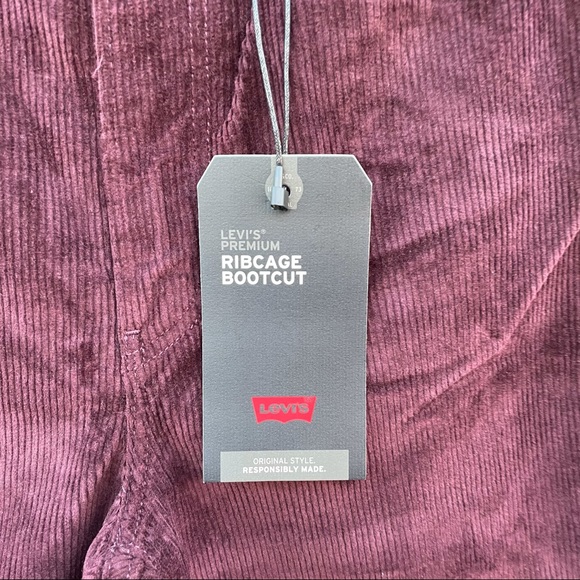 LEVI'S®
PREMIUM
RIBCAGE
BOOTCUT
LEVI'S
ORIGINAL STYLE.
RESPONSIBLY MADE.